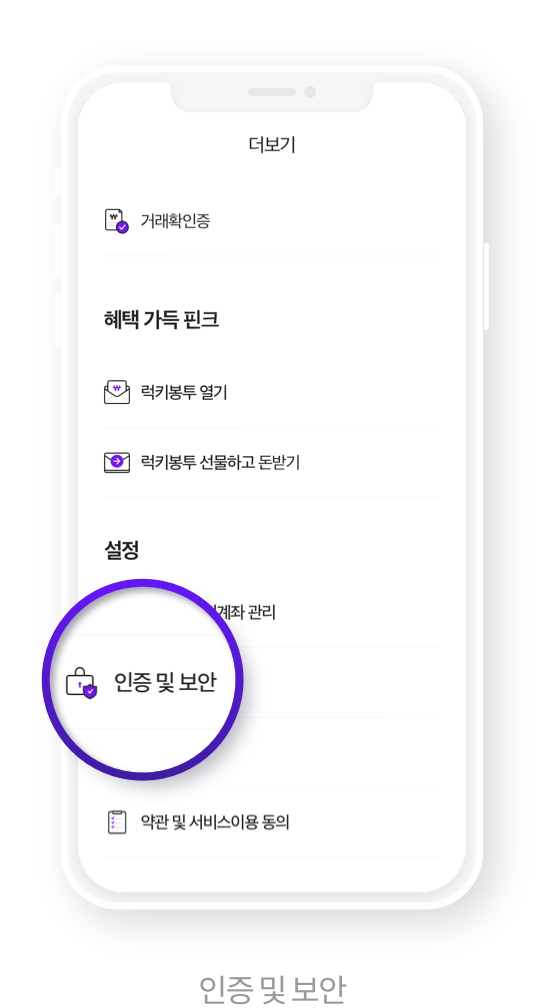 더보기
거래확인증
혜택 가득 핀크
럭키봉투 열기
럭키봉투 선물하고 돈받기
설정
계좌 관리
인증 및 보안
약관 및 서비스이용 동의
인증 및 보안